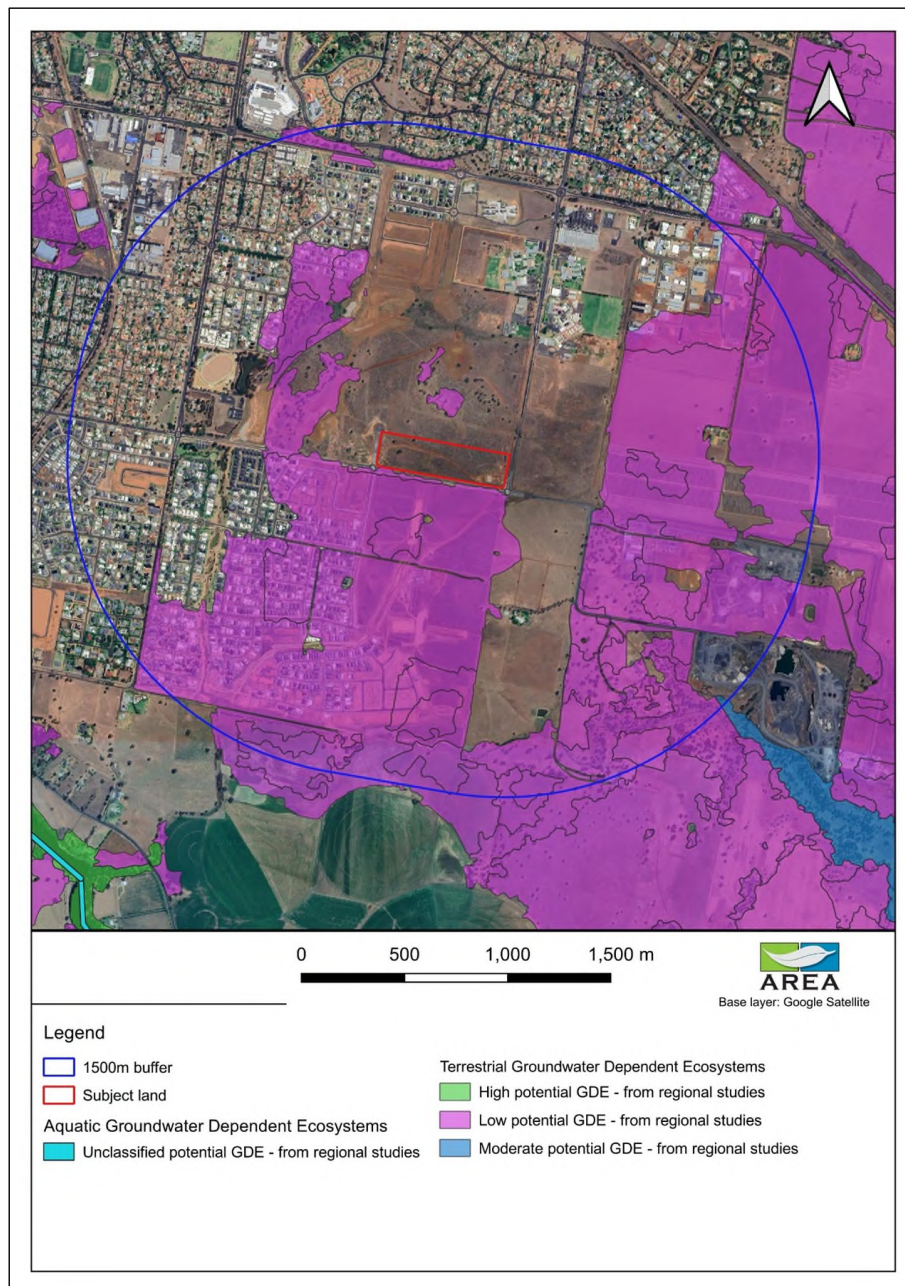 0 500 1,000 1,500 m
AREA
Base layer: Google Satellite
Legend
1500m buffer
Subject land
Aquatic Groundwater Dependent Ecosystems
Unclassified potential GDE - from regional studies
Terrestrial Groundwater Dependent Ecosystems
High potential GDE - from regional studies
Low potential GDE - from regional studies
Moderate potential GDE - from regional studies